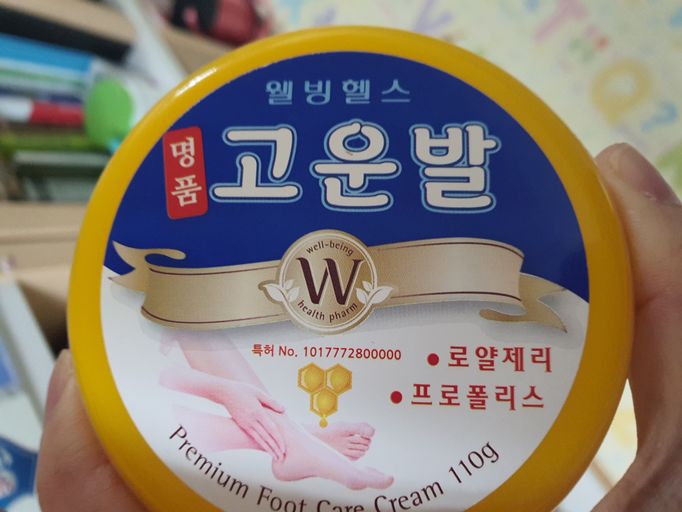 웰빙헬스
명품
고운발
well-being
W
health pharm
특허 No. 1017772800000
• 로얄제리
• 프로폴리스
Premium Foot Care Cream 110g